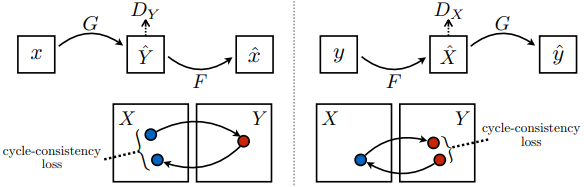 D_Y
G
x
Ŷ
x̂
F
X
Y
cycle-consistency
loss
D_X
G
y
X̂
ŷ
F
X
Y
cycle-consistency
loss